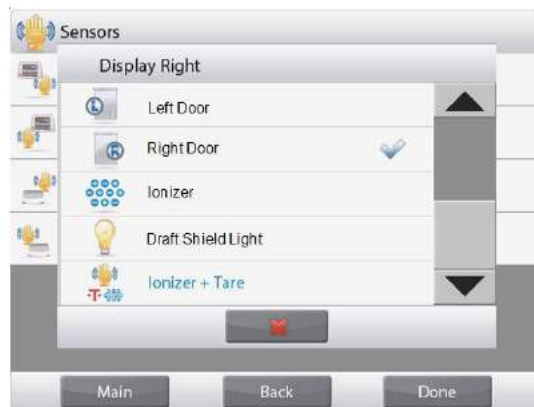 Sensors
Display Right
L Left Door
R Right Door
Ionizer
Draft Shield Light
-T- Ionizer + Tare
Main Back Done